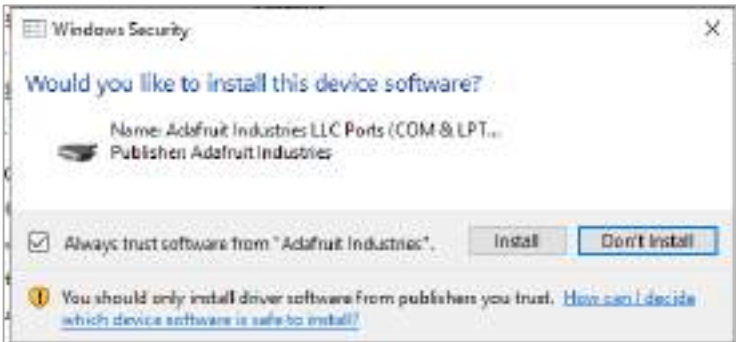 Windows Security
Would you like to install this device software?
Name: Adafruit Industries LLC Ports (COM & LPT...
Publisher: Adafruit Industries
Always trust software from "Adafruit Industries".
Install
Don't Install
You should only install driver software from publishers you trust. How can I decide
which device software is safe to install?